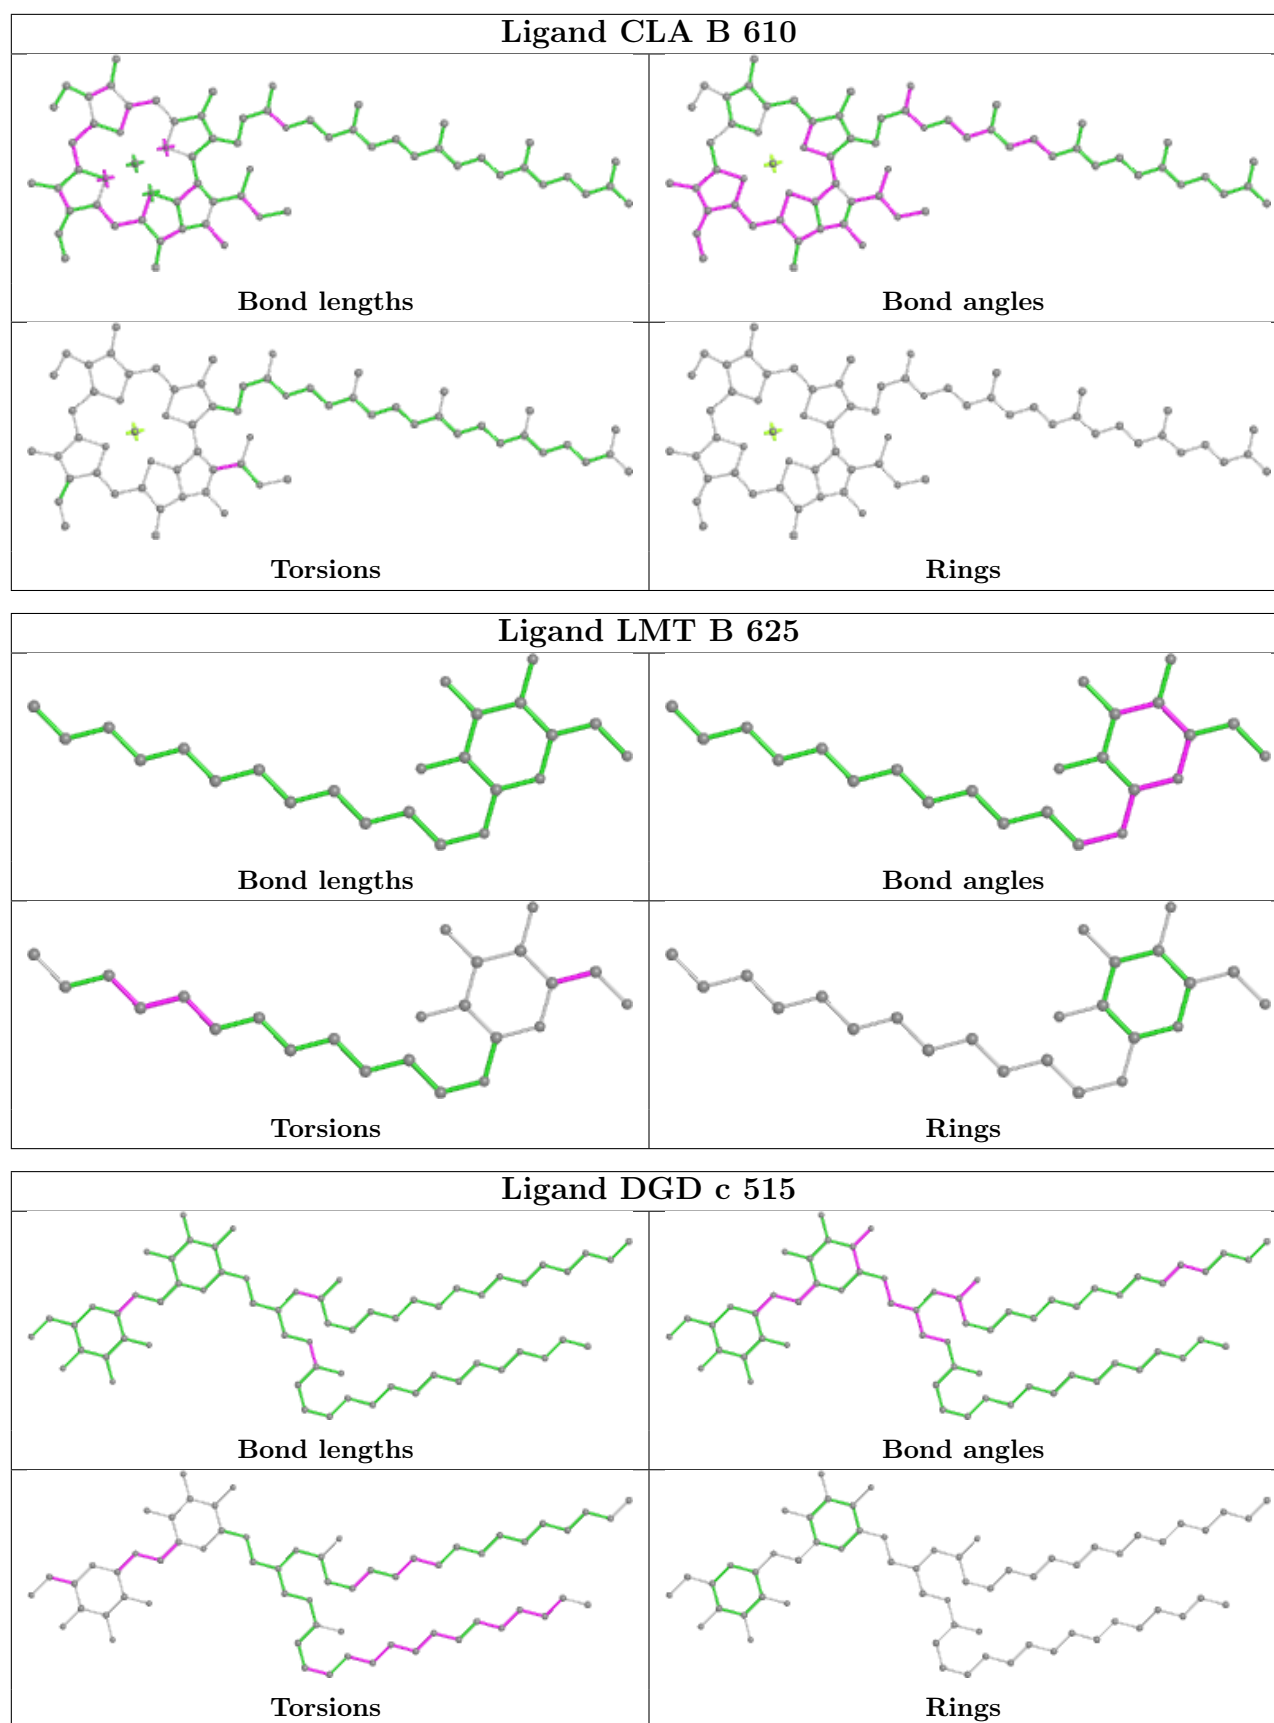 Ligand CLA B 610
Bond lengths
Bond angles
Torsions
Rings
Ligand LMT B 625
Bond lengths
Bond angles
Torsions
Rings
Ligand DGD c 515
Bond lengths
Bond angles
Torsions
Rings